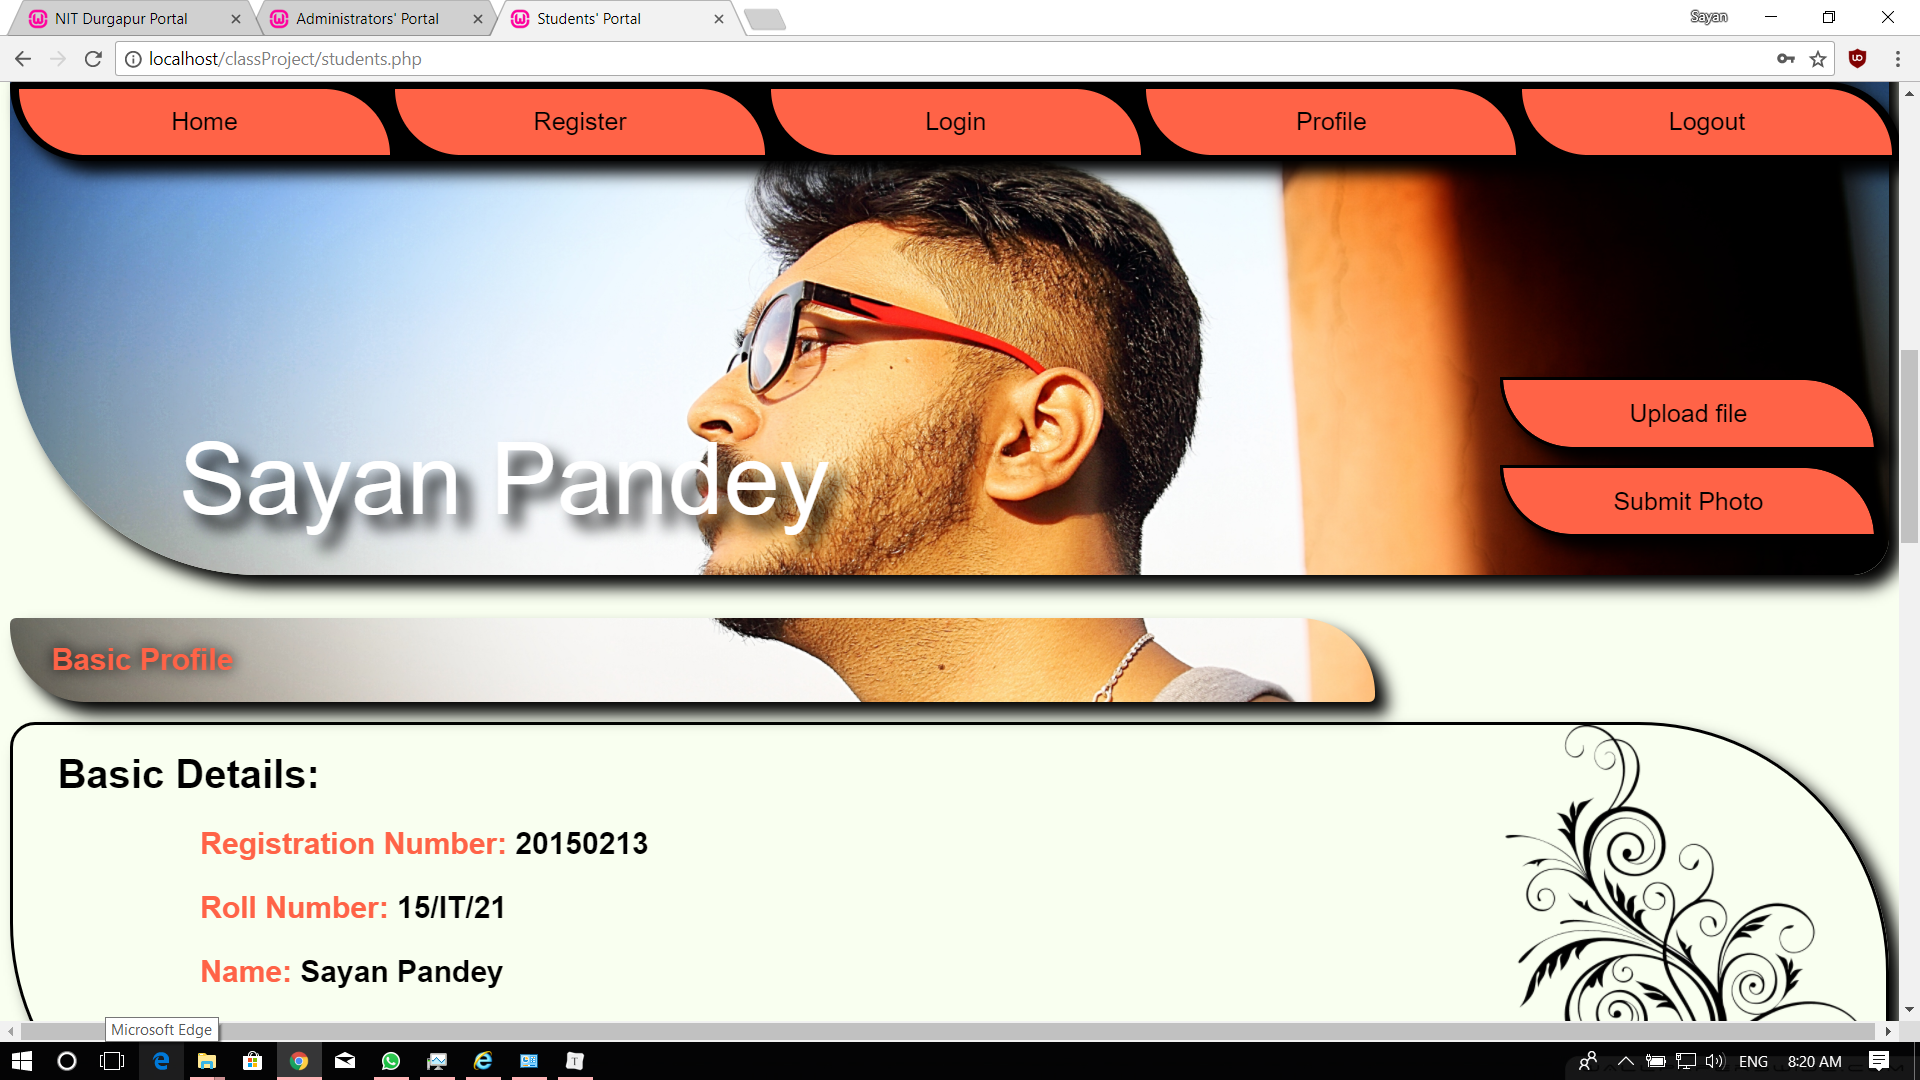 NIT Durgapur Portal
Administrators' Portal
Students' Portal
Sayan
localhost/classProject/students.php
Home
Register
Login
Profile
Logout
Upload file
Submit Photo
Sayan Pandey
Basic Profile
Basic Details:
Registration Number: 20150213
Roll Number: 15/IT/21
Name: Sayan Pandey
Microsoft Edge
ENG
8:20 AM